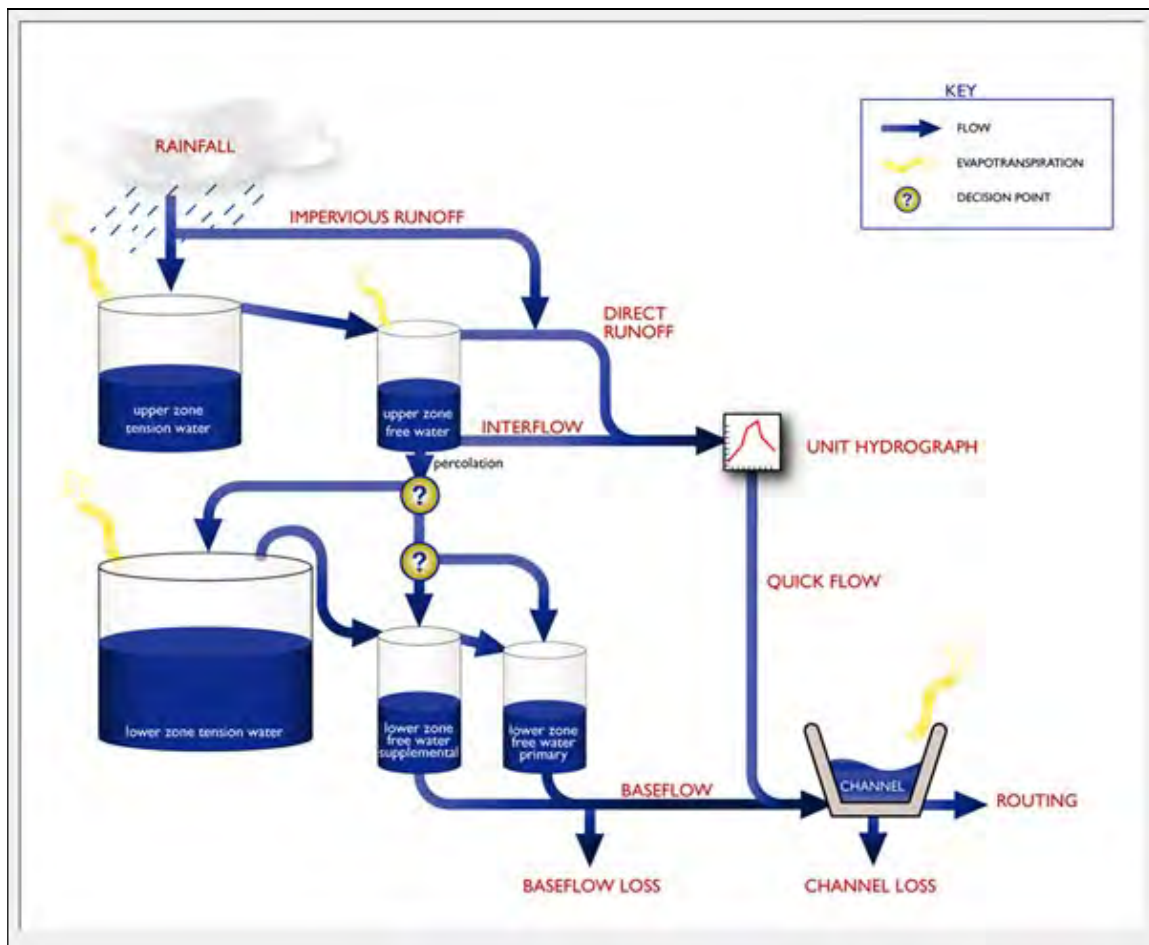 KEY
FLOW
EVAPOTRANSPIRATION
?
DECISION POINT
RAINFALL
IMPERVIOUS RUNOFF
DIRECT
RUNOFF
upper zone
tension water
upper zone
free water
INTERFLOW
UNIT HYDROGRAPH
percolation
?
?
QUICK FLOW
lower zone tension water
lower zone
free water
supplemental
lower zone
free water
primary
BASEFLOW
CHANNEL
ROUTING
BASEFLOW LOSS
CHANNEL LOSS